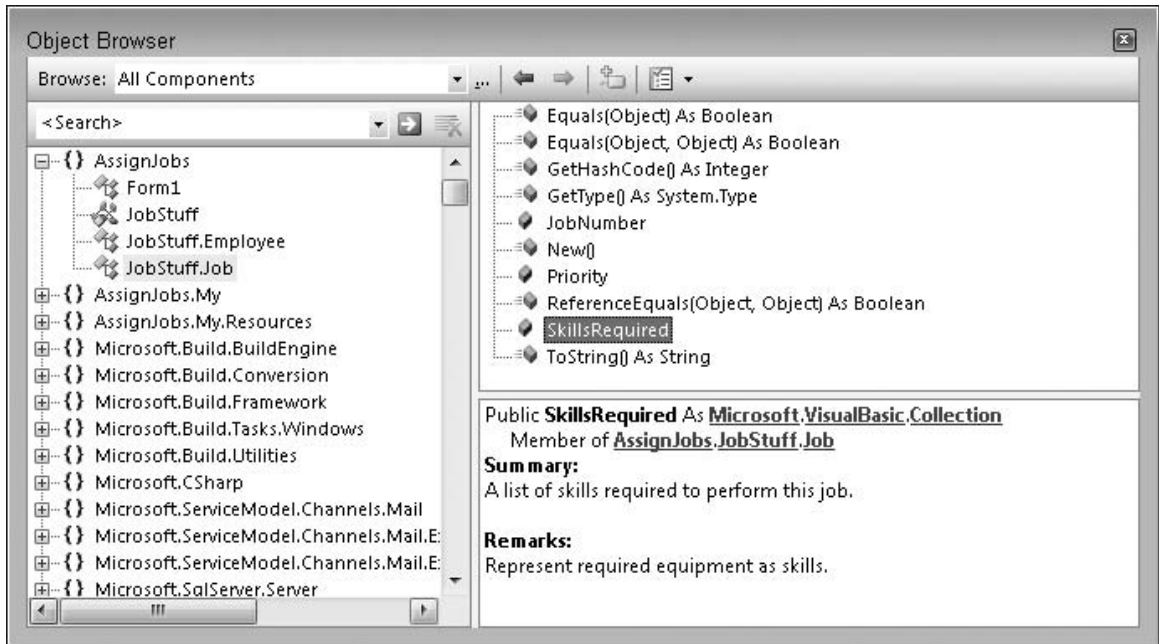 Object Browser
Browse: All Components
...
<Search>
{} AssignJobs
Form1
JobStuff
JobStuff.Employee
JobStuff.Job
{} AssignJobs.My
{} AssignJobs.My.Resources
{} Microsoft.Build.BuildEngine
{} Microsoft.Build.Conversion
{} Microsoft.Build.Framework
{} Microsoft.Build.Tasks.Windows
{} Microsoft.Build.Utilities
{} Microsoft.CSharp
{} Microsoft.ServiceModel.Channels.Mail
{} Microsoft.ServiceModel.Channels.Mail.E
{} Microsoft.ServiceModel.Channels.Mail.E
{} Microsoft.SqlServer.Server
Equals(Object) As Boolean
Equals(Object, Object) As Boolean
GetHashCode() As Integer
GetType() As System.Type
JobNumber
New()
Priority
ReferenceEquals(Object, Object) As Boolean
SkillsRequired
ToString() As String
Public SkillsRequired As Microsoft.VisualBasic.Collection
Member of AssignJobs.JobStuff.Job
Summary:
A list of skills required to perform this job.
Remarks:
Represent required equipment as skills.